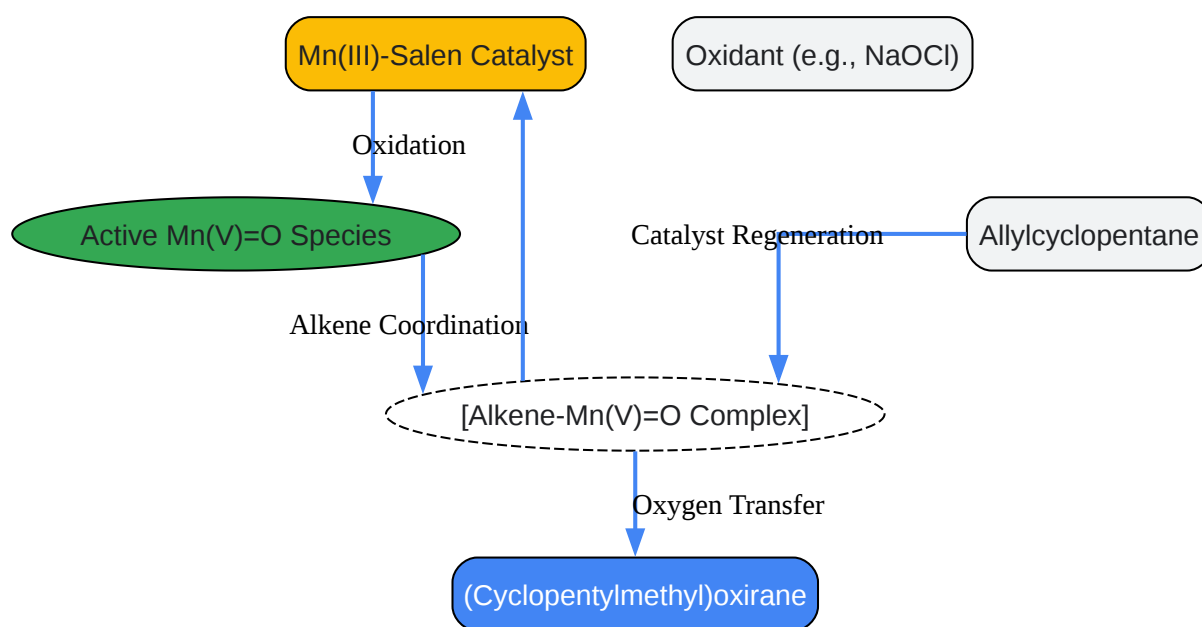 Mn(III)-Salen Catalyst
Oxidant (e.g., NaOCl)
Oxidation
Active Mn(V)=O Species
Catalyst Regeneration
Allylcyclopentane
Alkene Coordination
[Alkene-Mn(V)=O Complex]
Oxygen Transfer
(Cyclopentylmethyl)oxirane